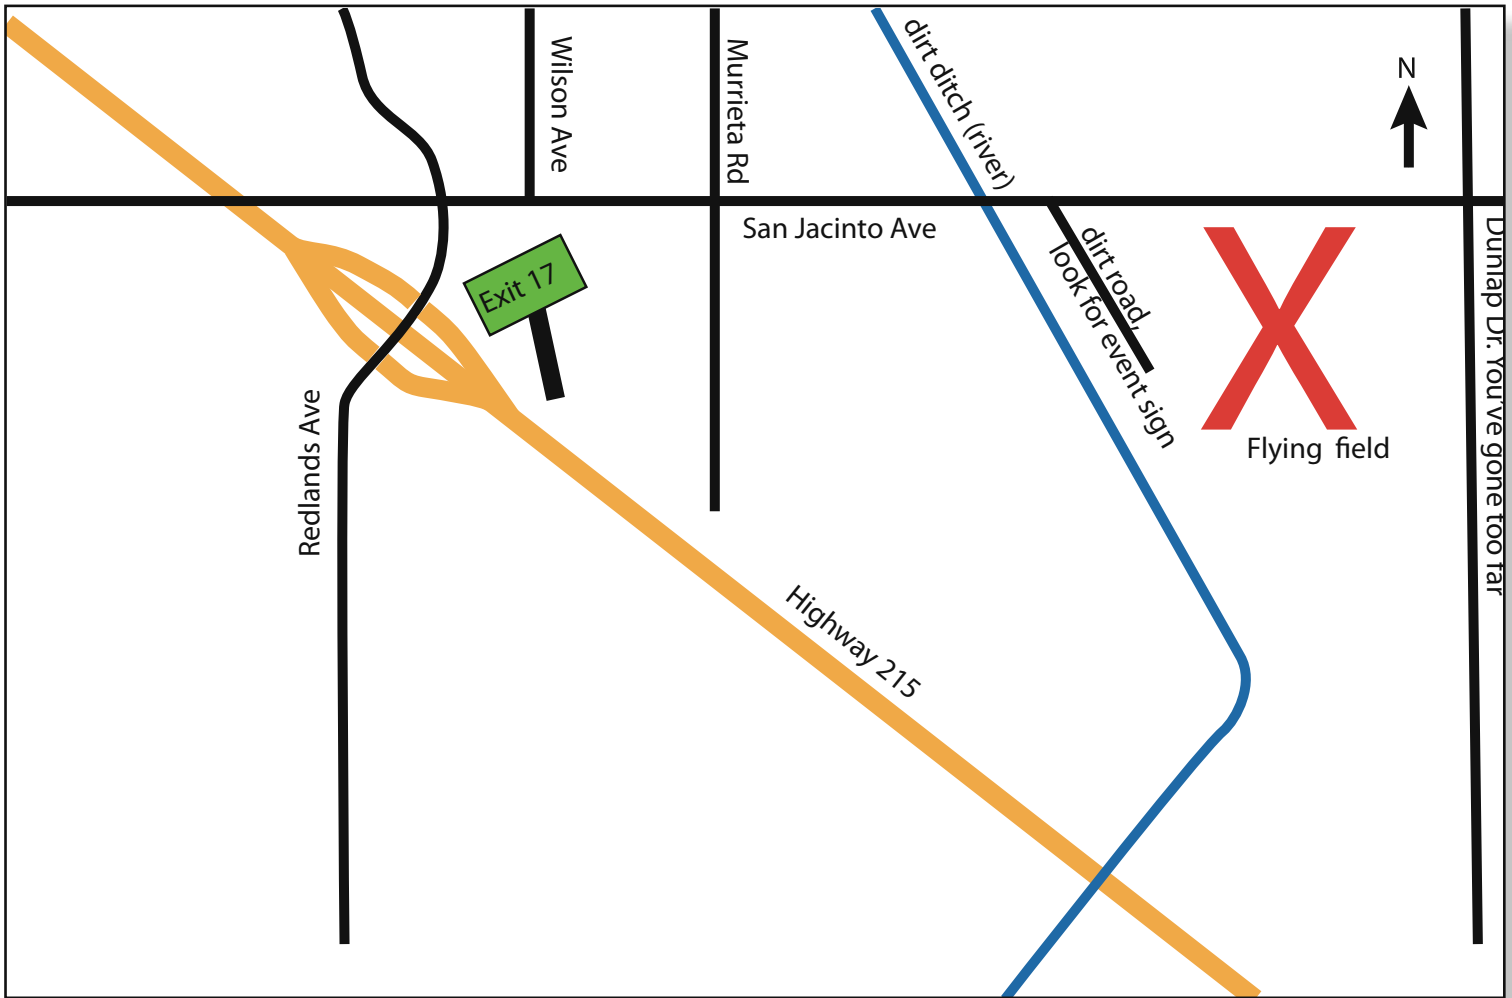 Wilson Ave
Murrieta Rd
dirt ditch (river)
N
San Jacinto Ave
Exit 17
dirt road,
look for event sign
Flying field
Dunlap Dr. You've gone too far
Redlands Ave
Highway 215